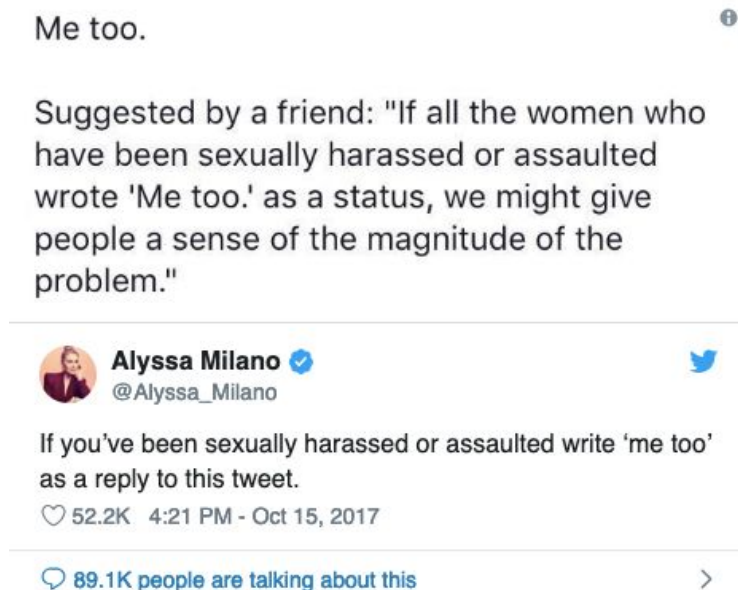 Me too.
Suggested by a friend: "If all the women who
have been sexually harassed or assaulted
wrote 'Me too.' as a status, we might give
people a sense of the magnitude of the
problem."
Alyssa Milano
@Alyssa_Milano
If you've been sexually harassed or assaulted write ‘me too’
as a reply to this tweet.
52.2K 4:21 PM - Oct 15, 2017
89.1K people are talking about this